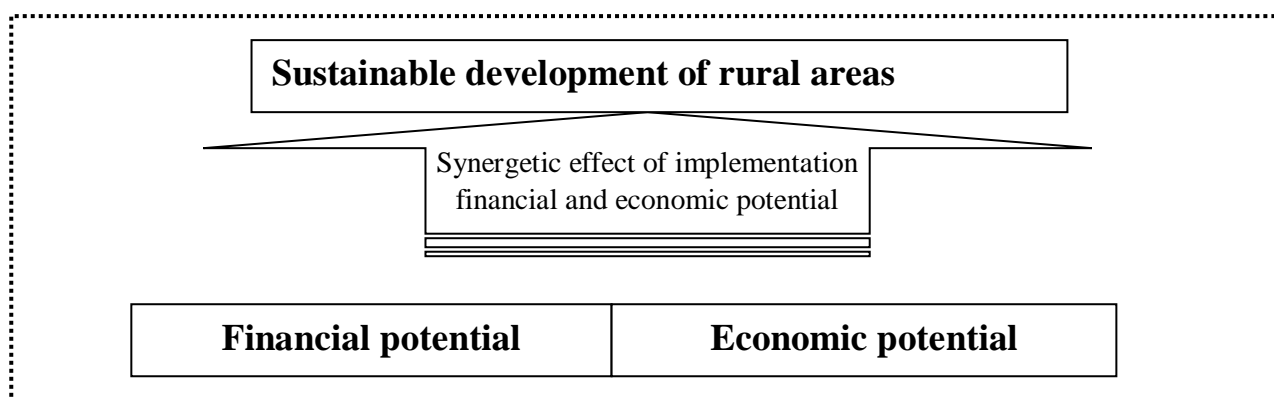 Sustainable development of rural areas
Synergetic effect of implementation
financial and economic potential
Financial potential
Economic potential